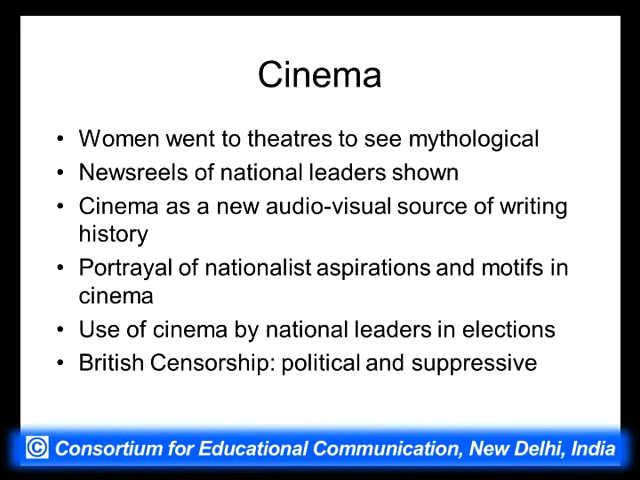 Cinema
• Women went to theatres to see mythological
• Newsreels of national leaders shown
• Cinema as a new audio-visual source of writing
history
• Portrayal of nationalist aspirations and motifs in
cinema
• Use of cinema by national leaders in elections
• British Censorship: political and suppressive
© Consortium for Educational Communication, New Delhi, India